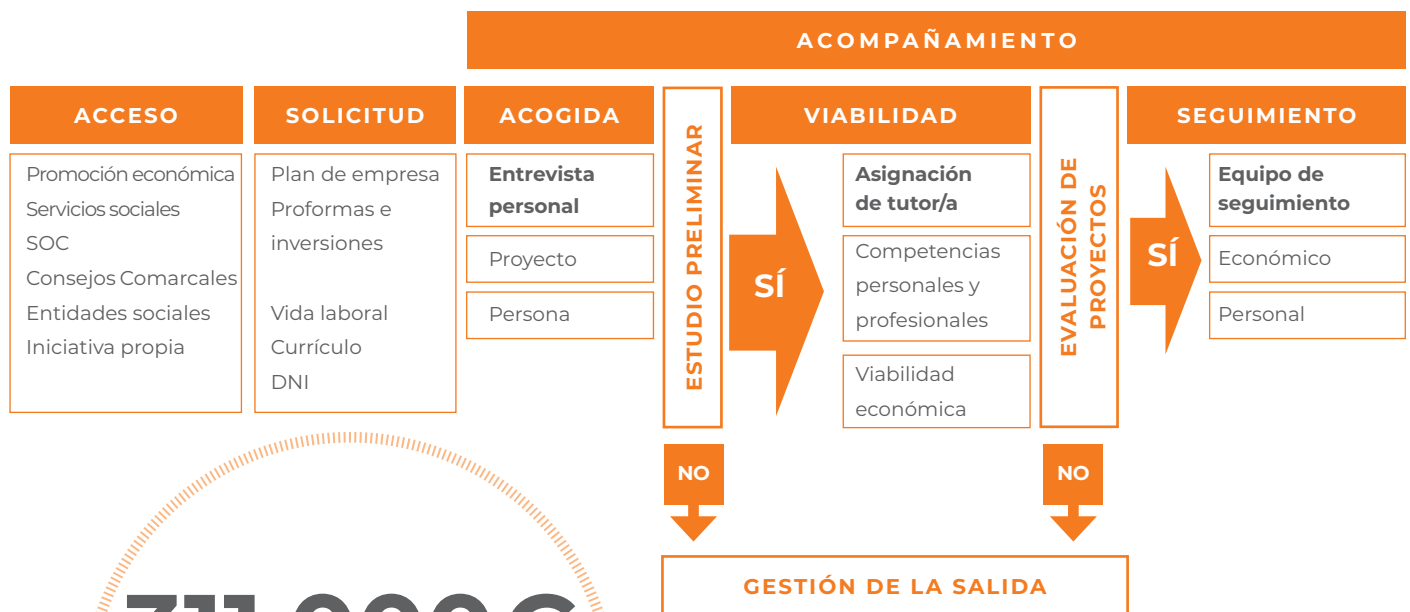 ACOMPAÑAMIENTO
ACCESO
Promoción económica
Servicios sociales
SOC
Consejos Comarcales
Entidades sociales
Iniciativa propia
SOLICITUD
Plan de empresa
Proformas e
inversiones
Vida laboral
Currículo
DNI
ACOGIDA
Entrevista
personal
Proyecto
Persona
ESTUDIO PRELIMINAR
SÍ
NO
VIABILIDAD
Asignación
de tutor/a
Competencias
personales y
profesionales
Viabilidad
económica
EVALUACIÓN DE
PROYECTOS
SÍ
NO
SEGUIMIENTO
Equipo de
seguimiento
Económico
Personal
GESTIÓN DE LA SALIDA